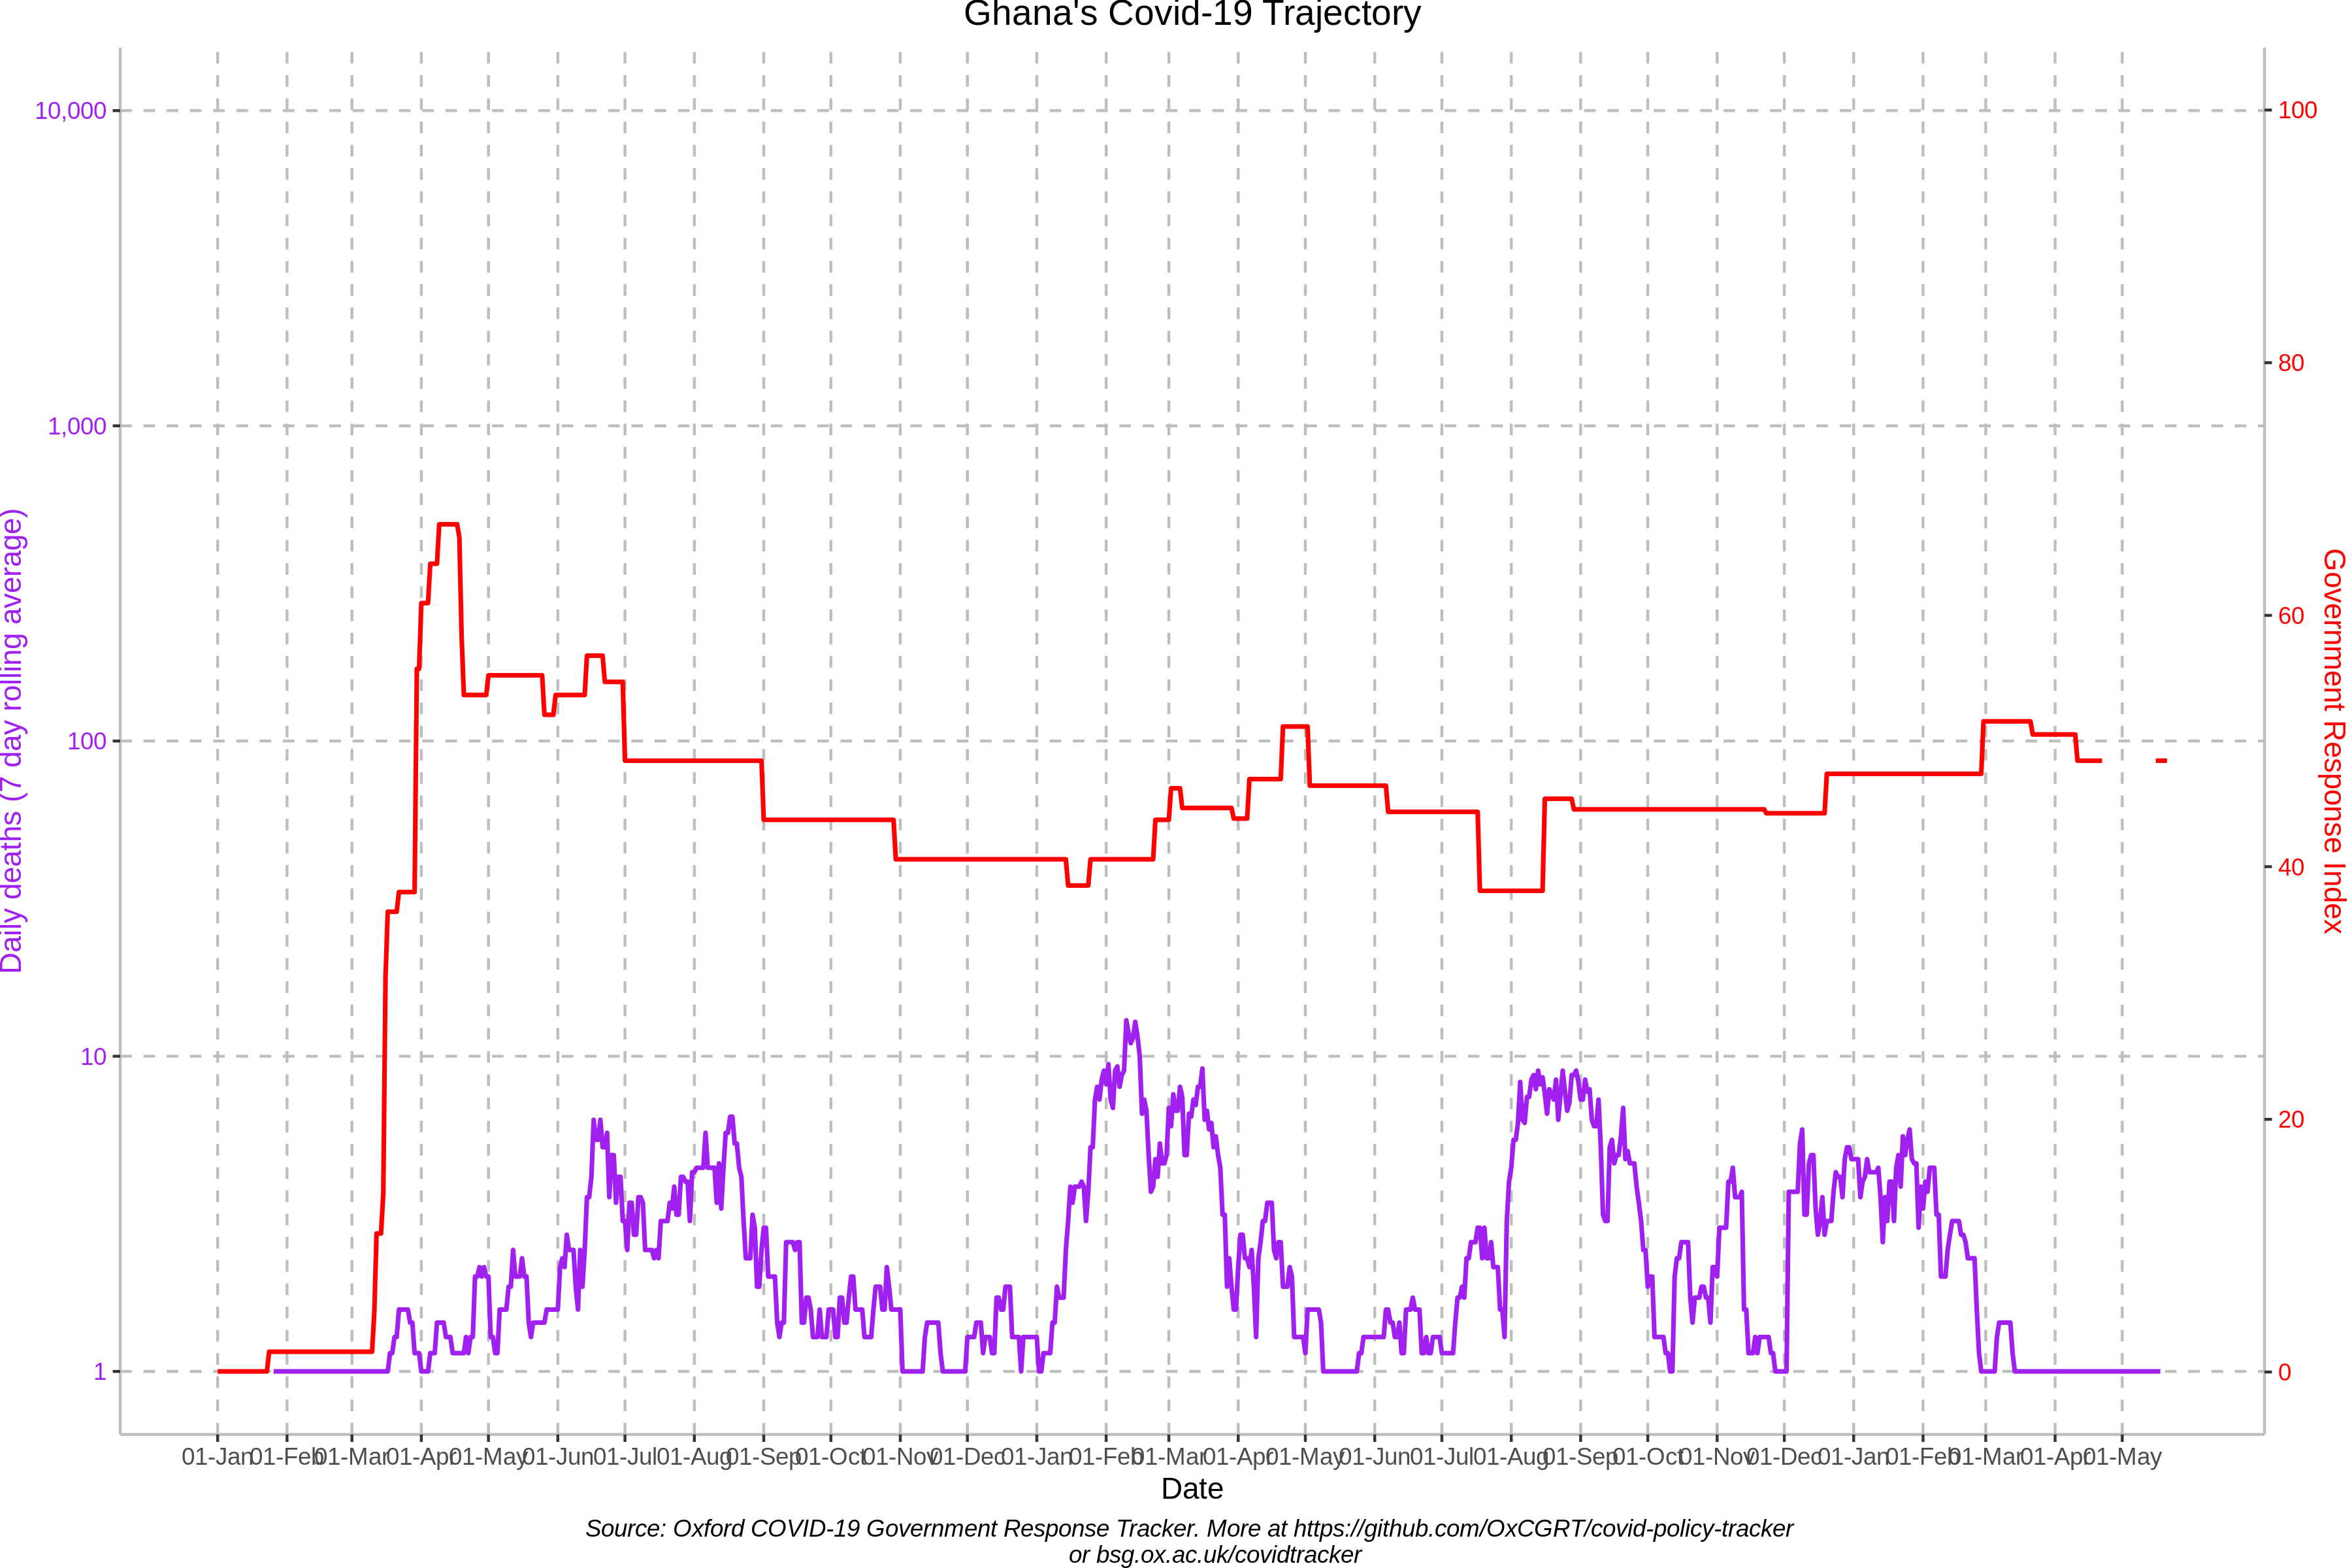 Ghana's Covid-19 Trajectory
10,000
1,000
100
10
1
Daily deaths (7 day rolling average)
100
80
60
40
20
0
Government Response Index
01-Jan 01-Feb 01-Mar 01-Apr 01-May 01-Jun 01-Jul 01-Aug 01-Sep 01-Oct 01-Nov 01-Dec 01-Jan 01-Feb 01-Mar 01-Apr 01-May 01-Jun 01-Jul 01-Aug 01-Sep 01-Oct 01-Nov 01-Dec 01-Jan 01-Feb 01-Mar 01-Apr 01-May
Date
Source: Oxford COVID-19 Government Response Tracker. More at https://github.com/OxCGRT/covid-policy-tracker
or bsg.ox.ac.uk/covidtracker